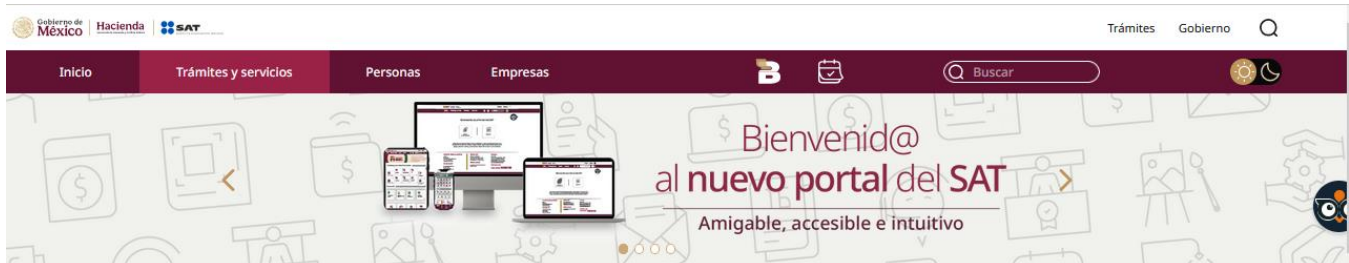 Gobierno de
México
Hacienda
SAT
Trámites
Gobierno
Inicio
Trámites y servicios
Personas
Empresas
B
Buscar
Bienvenid@
al nuevo portal del SAT
Amigable, accesible e intuitivo